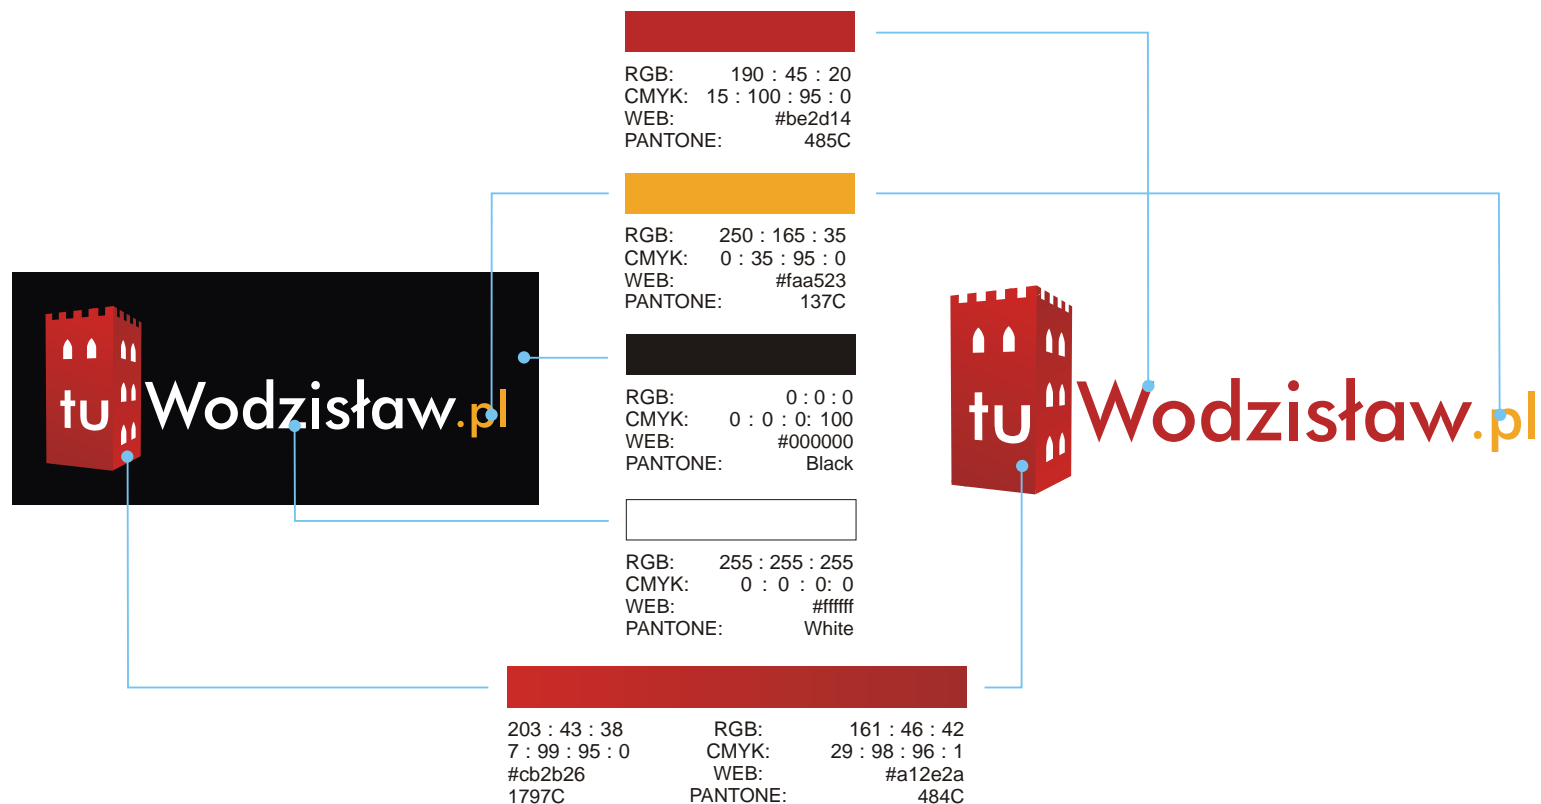 RGB: 190 : 45 : 20
CMYK: 15 : 100 : 95 : 0
WEB: #be2d14
PANTONE: 485C
RGB: 250 : 165 : 35
CMYK: 0 : 35 : 95 : 0
WEB: #faa523
PANTONE: 137C
tu Wodzisław.pl
RGB: 0 : 0 : 0
CMYK: 0 : 0 : 0: 100
WEB: #000000
PANTONE: Black
tu Wodzisław.pl
RGB: 255 : 255 : 255
CMYK: 0 : 0 : 0: 0
WEB: #ffffff
PANTONE: White
203 : 43 : 38 RGB: 161 : 46 : 42
7 : 99 : 95 : 0 CMYK: 29 : 98 : 96 : 1
#cb2b26 WEB: #a12e2a
1797C PANTONE: 484C